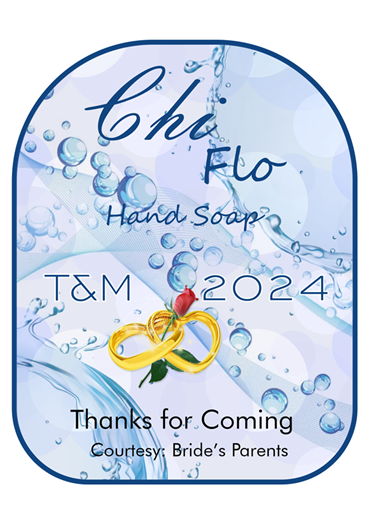 Chi
Flo
Hand Soap
T&M 2024
Thanks for Coming
Courtesy: Bride's Parents